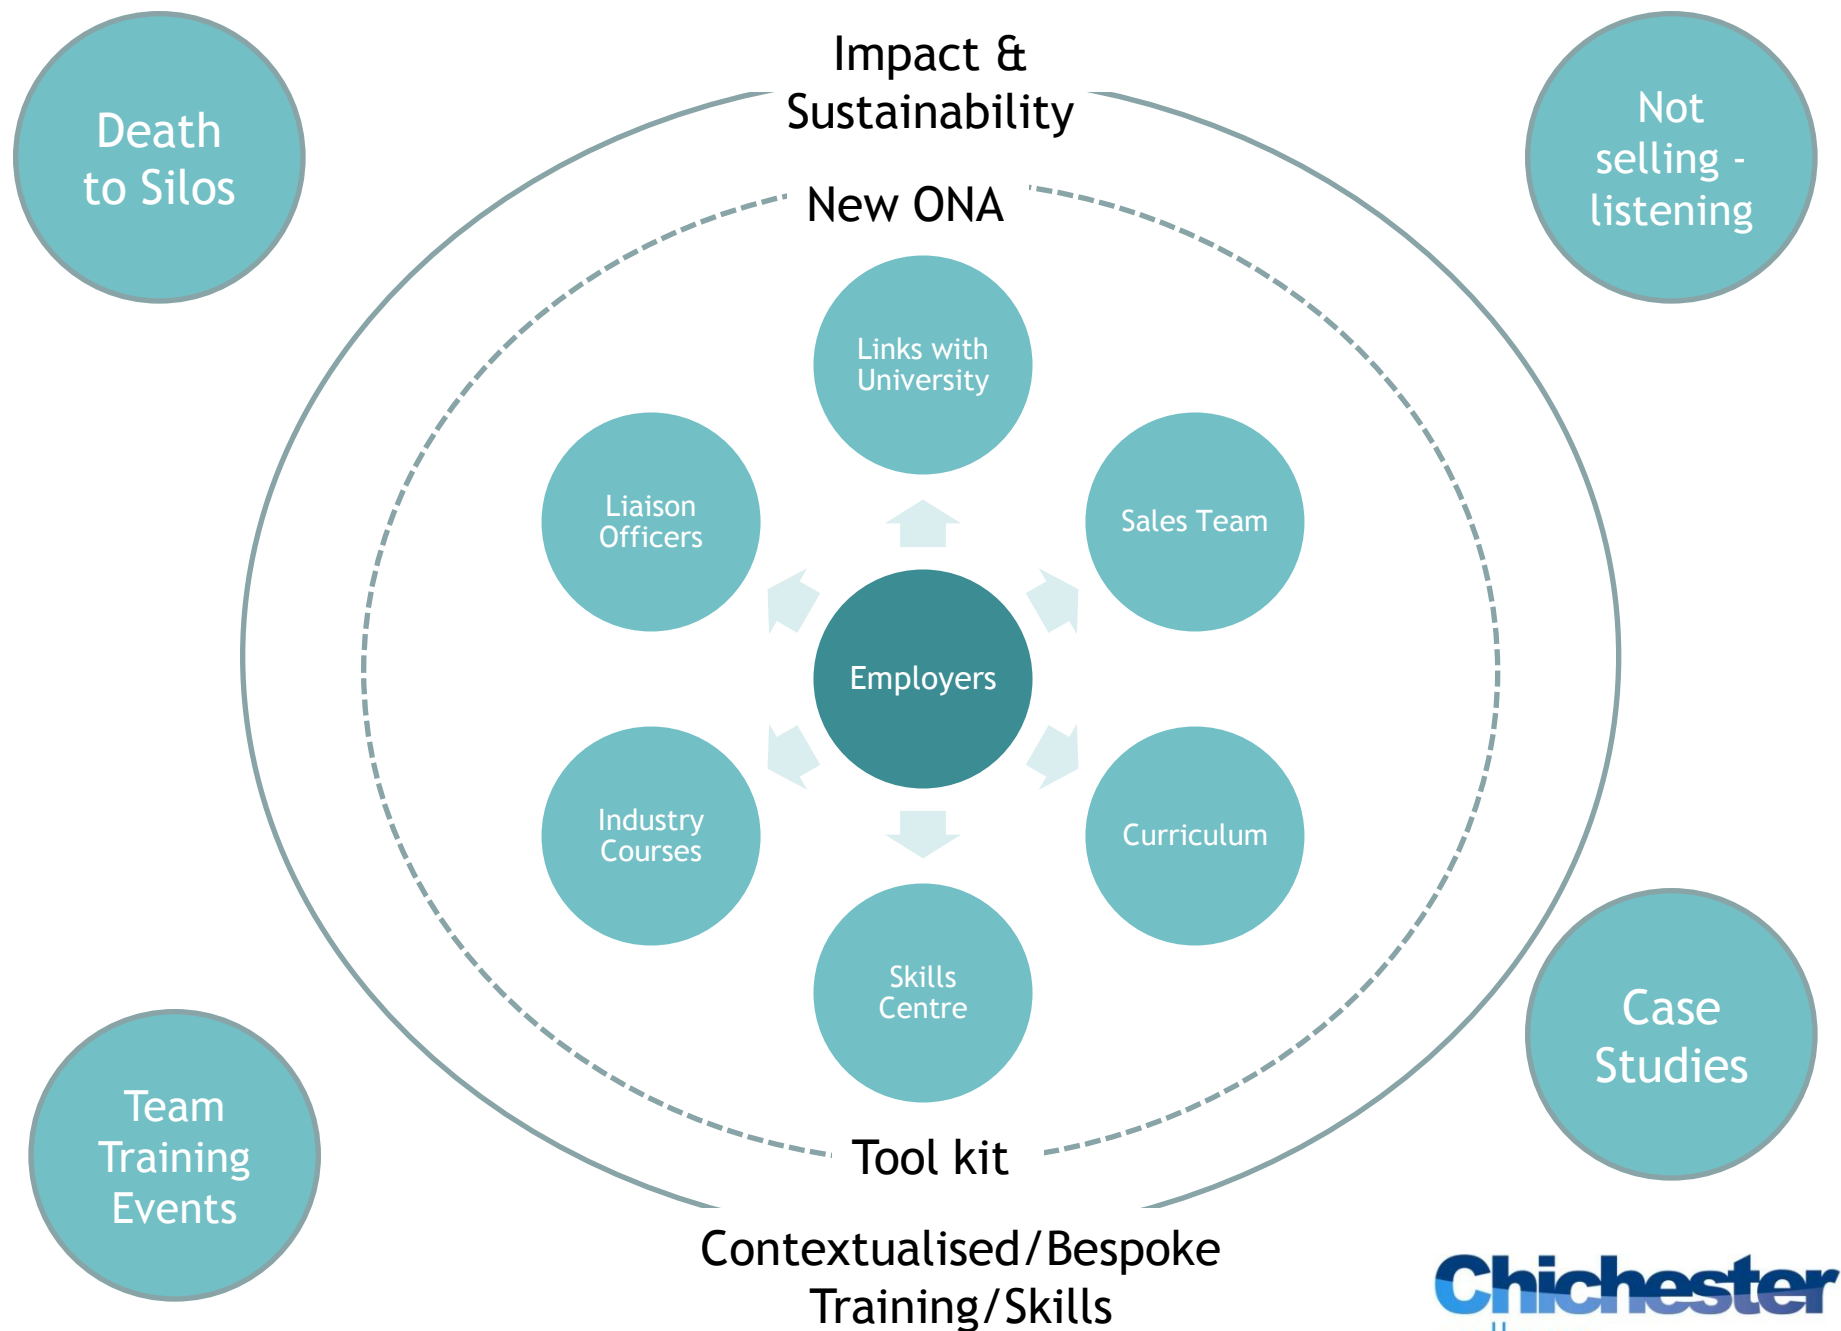 Impact &
Sustainability
Death
to Silos
Not
selling -
listening
New ONA
Links with
University
Liaison
Officers
Sales Team
Employers
Industry
Courses
Curriculum
Skills
Centre
Case
Studies
Team
Training
Events
Tool kit
Contextualised/Bespoke
Training/Skills
Chichester